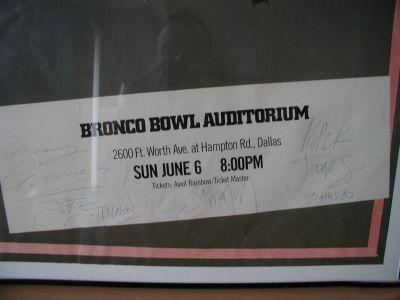 BRONCO BOWL AUDITORIUM
2600 Ft. Worth Ave. at Hampton Rd., Dallas
SUN JUNE 6 8:00PM
Tickets: Avail Rainbow/Ticket Master
MICK
JONES